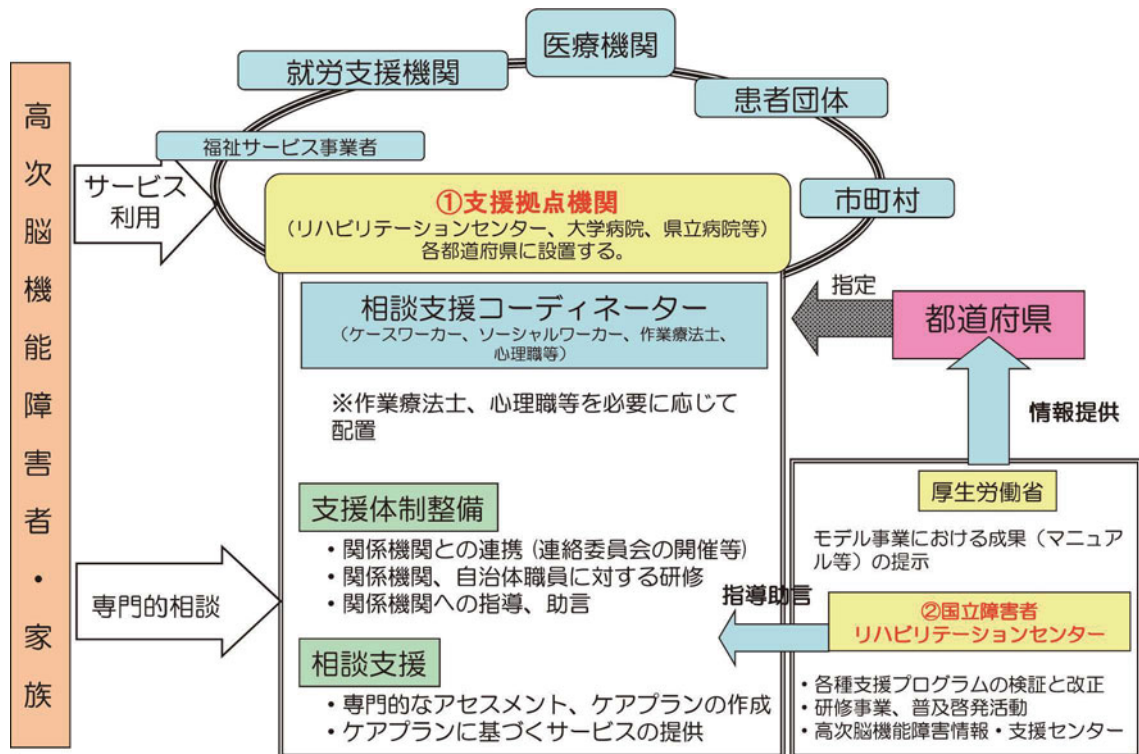 高次脳機能障害者・家族
医療機関
就労支援機関
患者団体
福祉サービス事業者
市町村
サービス
利用
①支援拠点機関
(リハビリテーションセンター、大学病院、県立病院等)
各都道府県に設置する。
相談支援コーディネーター
(ケースワーカー、ソーシャルワーカー、作業療法士、
心理職等)
指定
都道府県
※作業療法士、心理職等を必要に応じて
配置
情報提供
支援体制整備
・関係機関との連携 (連絡委員会の開催等)
・関係機関、自治体職員に対する研修
・関係機関への指導、助言
専門的相談
相談支援
・専門的なアセスメント、ケアプランの作成
・ケアプランに基づくサービスの提供
厚生労働省
モデル事業における成果（マニュア
ル等）の提示
指導助言
②国立障害者
リハビリテーションセンター
・各種支援プログラムの検証と改正
・研修事業、普及啓発活動
・高次脳機能障害情報・支援センター